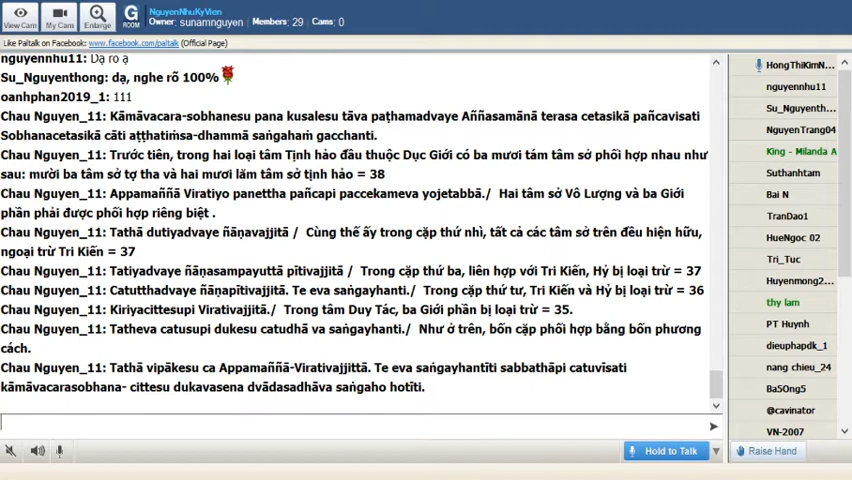 NguyenNhuKyVien
View Cam My Cam Enlarge G ROOM Owner: sunamnguyen Members: 29 Cams: 0
Like Paltalk on Facebook: www.facebook.com/paltalk (Official Page)
nguyennhu11: Dạ rõ ạ
Su_Nguyenthong: dạ, nghe rõ 100%
oanhphan2019_1: 111
Chau Nguyen_11: Kāmāvacara-sobhanesu pana kusalesu tāva paṭhamadvaye Aññasamānā terasa cetasikā pañcavisati
Sobhanacetasikā cāti aṭṭhatiṁsa-dhammā saṅgahaṁ gacchanti.
Chau Nguyen_11: Trước tiên, trong hai loại tâm Tịnh hảo đầu thuộc Dục Giới có ba mươi tám tâm sở phối hợp nhau như
sau: mười ba tâm sở tợ tha và hai mươi lăm tâm sở tịnh hảo = 38
Chau Nguyen_11: Appamaññā Viratiyo panettha pañcapi paccekameva yojetabbā./ Hai tâm sở Vô Lượng và ba Giới
phần phải được phối hợp riêng biệt .
Chau Nguyen_11: Tathā dutiyadvaye ñāṇavajjitā / Cùng thế ấy trong cặp thứ nhì, tất cả các tâm sở trên đều hiện hữu,
ngoại trừ Tri Kiến = 37
Chau Nguyen_11: Tatiyadvaye ñāṇasampayuttā pītivajjitā / Trong cặp thứ ba, liên hợp với Tri Kiến, Hỷ bị loại trừ = 37
Chau Nguyen_11: Catutthadvaye ñāṇapītivajjitā. Te eva saṅgayhanti./ Trong cặp thứ tư, Tri Kiến và Hỷ bị loại trừ = 36
Chau Nguyen_11: Kiriyacittesupi Virativajjitā./ Trong tâm Duy Tác, ba Giới phần bị loại trừ = 35.
Chau Nguyen_11: Tatheva catusupi dukesu catudhā va saṅgayhanti./ Như ở trên, bốn cặp phối hợp bằng bốn phương
cách.
Chau Nguyen_11: Tathā vipākesu ca Appamaññā-Virativajjitā. Te eva saṅgayhantīti sabbathāpi catuvīsati
kāmāvacarasobhana- cittesu dukavasena dvādasadhāva saṅgaho hotīti.
Hold to Talk
HongThiKimN...
nguyennhu11
Su_Nguyenth...
NguyenTrang04
King - Milanda A
Suthanhtam
Bai N
TranDao1
HueNgoc 02
Tri_Tuc
Huyenmong2...
thy lam
PT Huynh
dieuphapdk_1
nang chieu_24
Ba5Ong5
@cavinator
VN-2007
Raise Hand